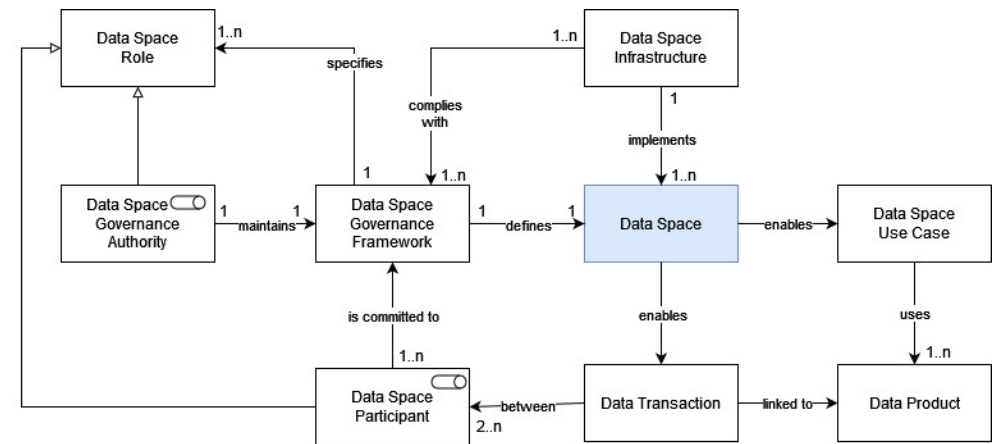 Data Space
Role
1..n
specifies
1..n
Data Space
Infrastructure
complies
with
1
implements
1
1..n
1..n
Data Space
Governance
Authority
1
maintains
1
Data Space
Governance
Framework
1
defines
1
Data Space
enables
Data Space
Use Case
is committed to
enables
uses
1..n
1..n
Data Space
Participant
between
2..n
Data Transaction
linked to
Data Product